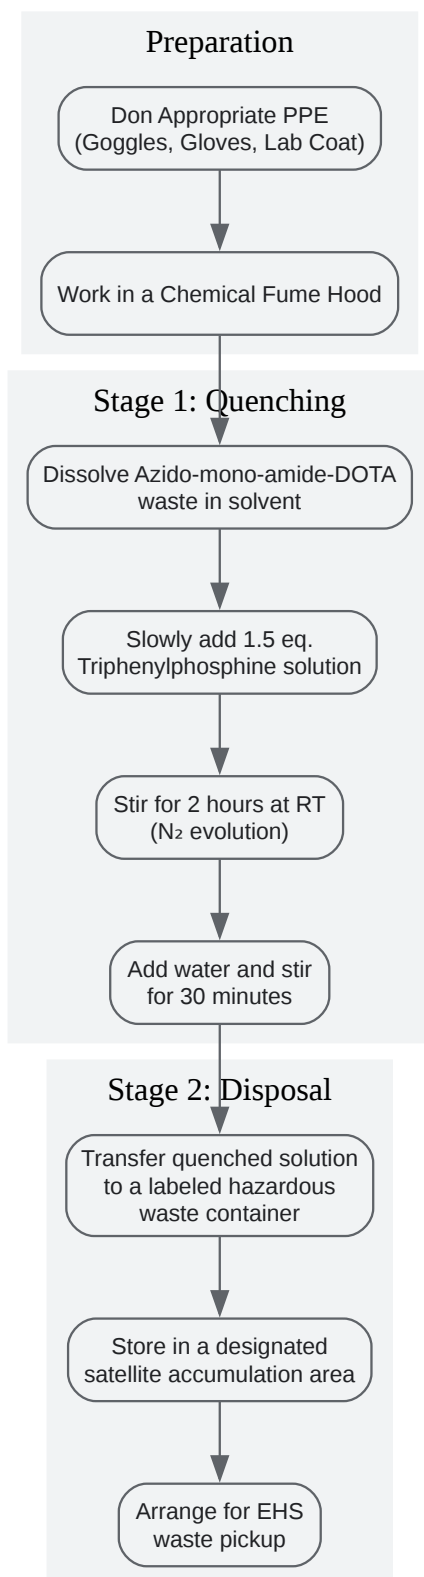 Preparation
Don Appropriate PPE
(Goggles, Gloves, Lab Coat)
Work in a Chemical Fume Hood
Stage 1: Quenching
Dissolve Azido-mono-amide-DOTA
waste in solvent
Slowly add 1.5 eq.
Triphenylphosphine solution
Stir for 2 hours at RT
(N₂ evolution)
Add water and stir
for 30 minutes
Stage 2: Disposal
Transfer quenched solution
to a labeled hazardous
waste container
Store in a designated
satellite accumulation area
Arrange for EHS
waste pickup